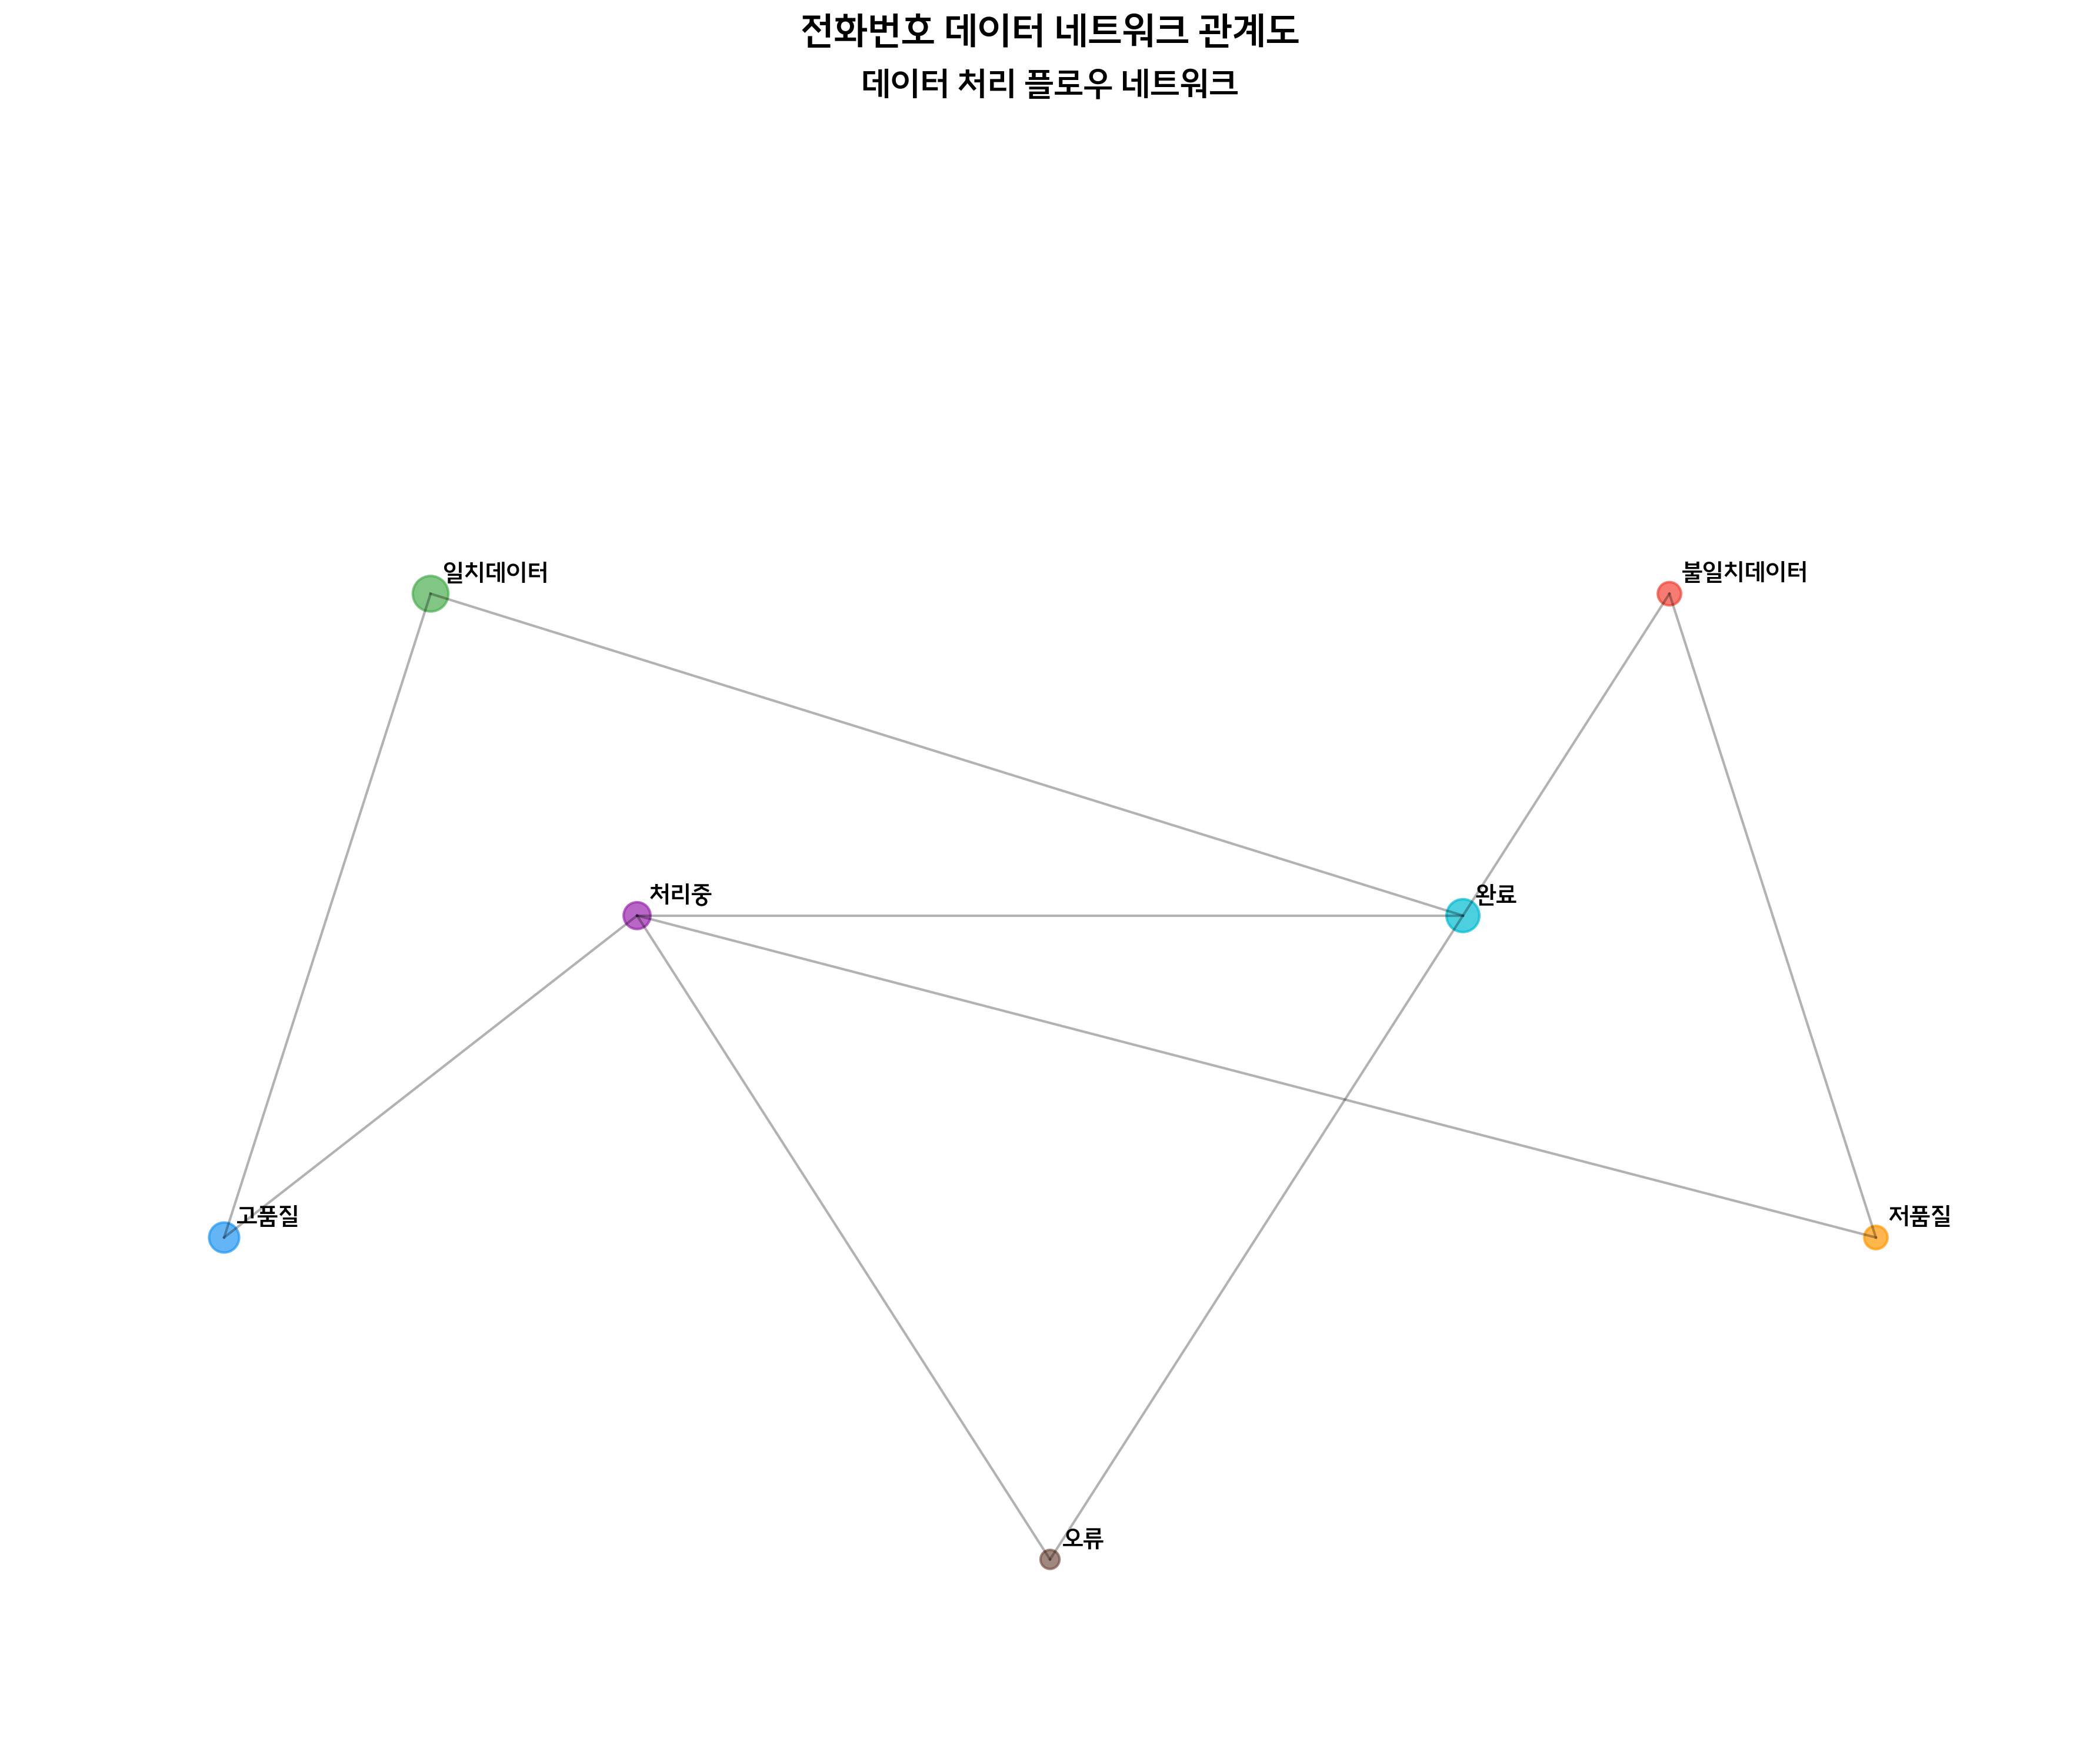 전화번호 데이터 네트워크 관계도
데이터 처리 플로우 네트워크
일치데이터
불일치데이터
처리중
완료
고품질
저품질
오류